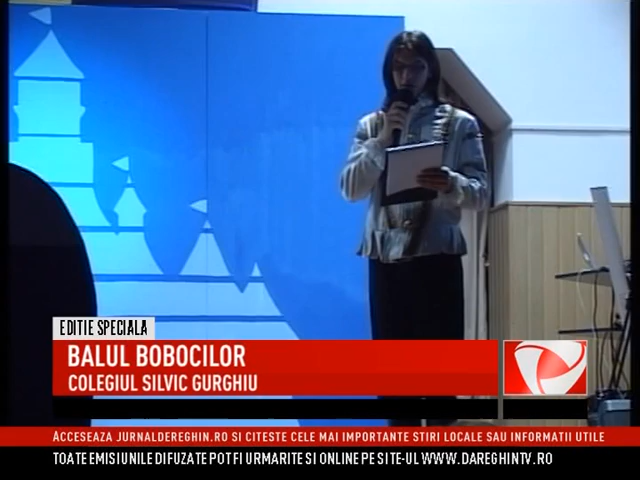 EDITIE SPECIALA
BALUL BOBOCILOR
COLEGIUL SILVIC GURGHIU
ACCESEAZA JURNALDEREGHIN.RO SI CITESTE CELE MAI IMPORTANTE STIRI LOCALE SAU INFORMATII UTILE
TOATE EMISIUNILE DIFUZATE POT FI URMARITE SI ONLINE PE SITE-UL WWW.DAREGHINTV.RO